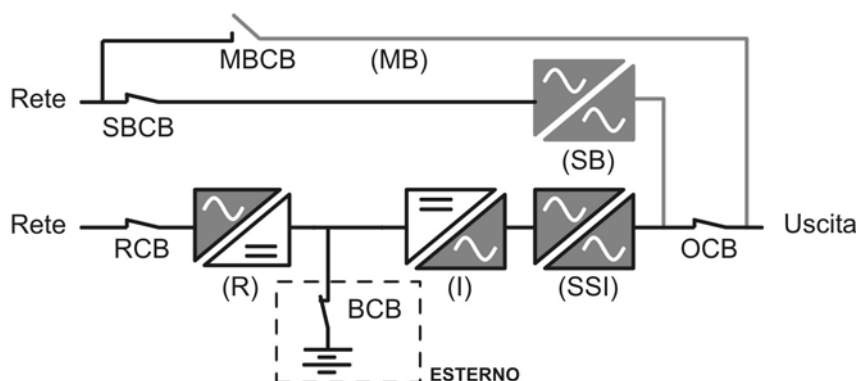 MBCB
(MB)
Rete
SBCB
(SB)
Rete
Uscita
RCB
OCB
(R)
(I)
(SSI)
BCB
ESTERNO